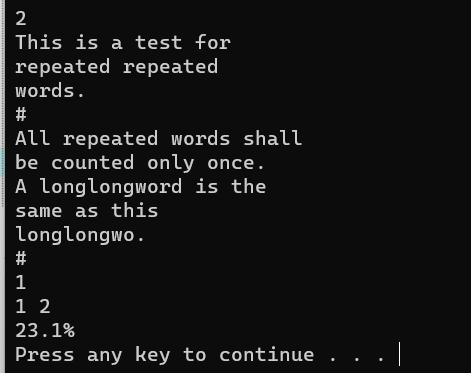 2
This is a test for
repeated repeated
words.
#
All repeated words shall
be counted only once.
A longlongword is the
same as this
longlongwo.
#
1
1 2
23.1%
Press any key to continue . . .